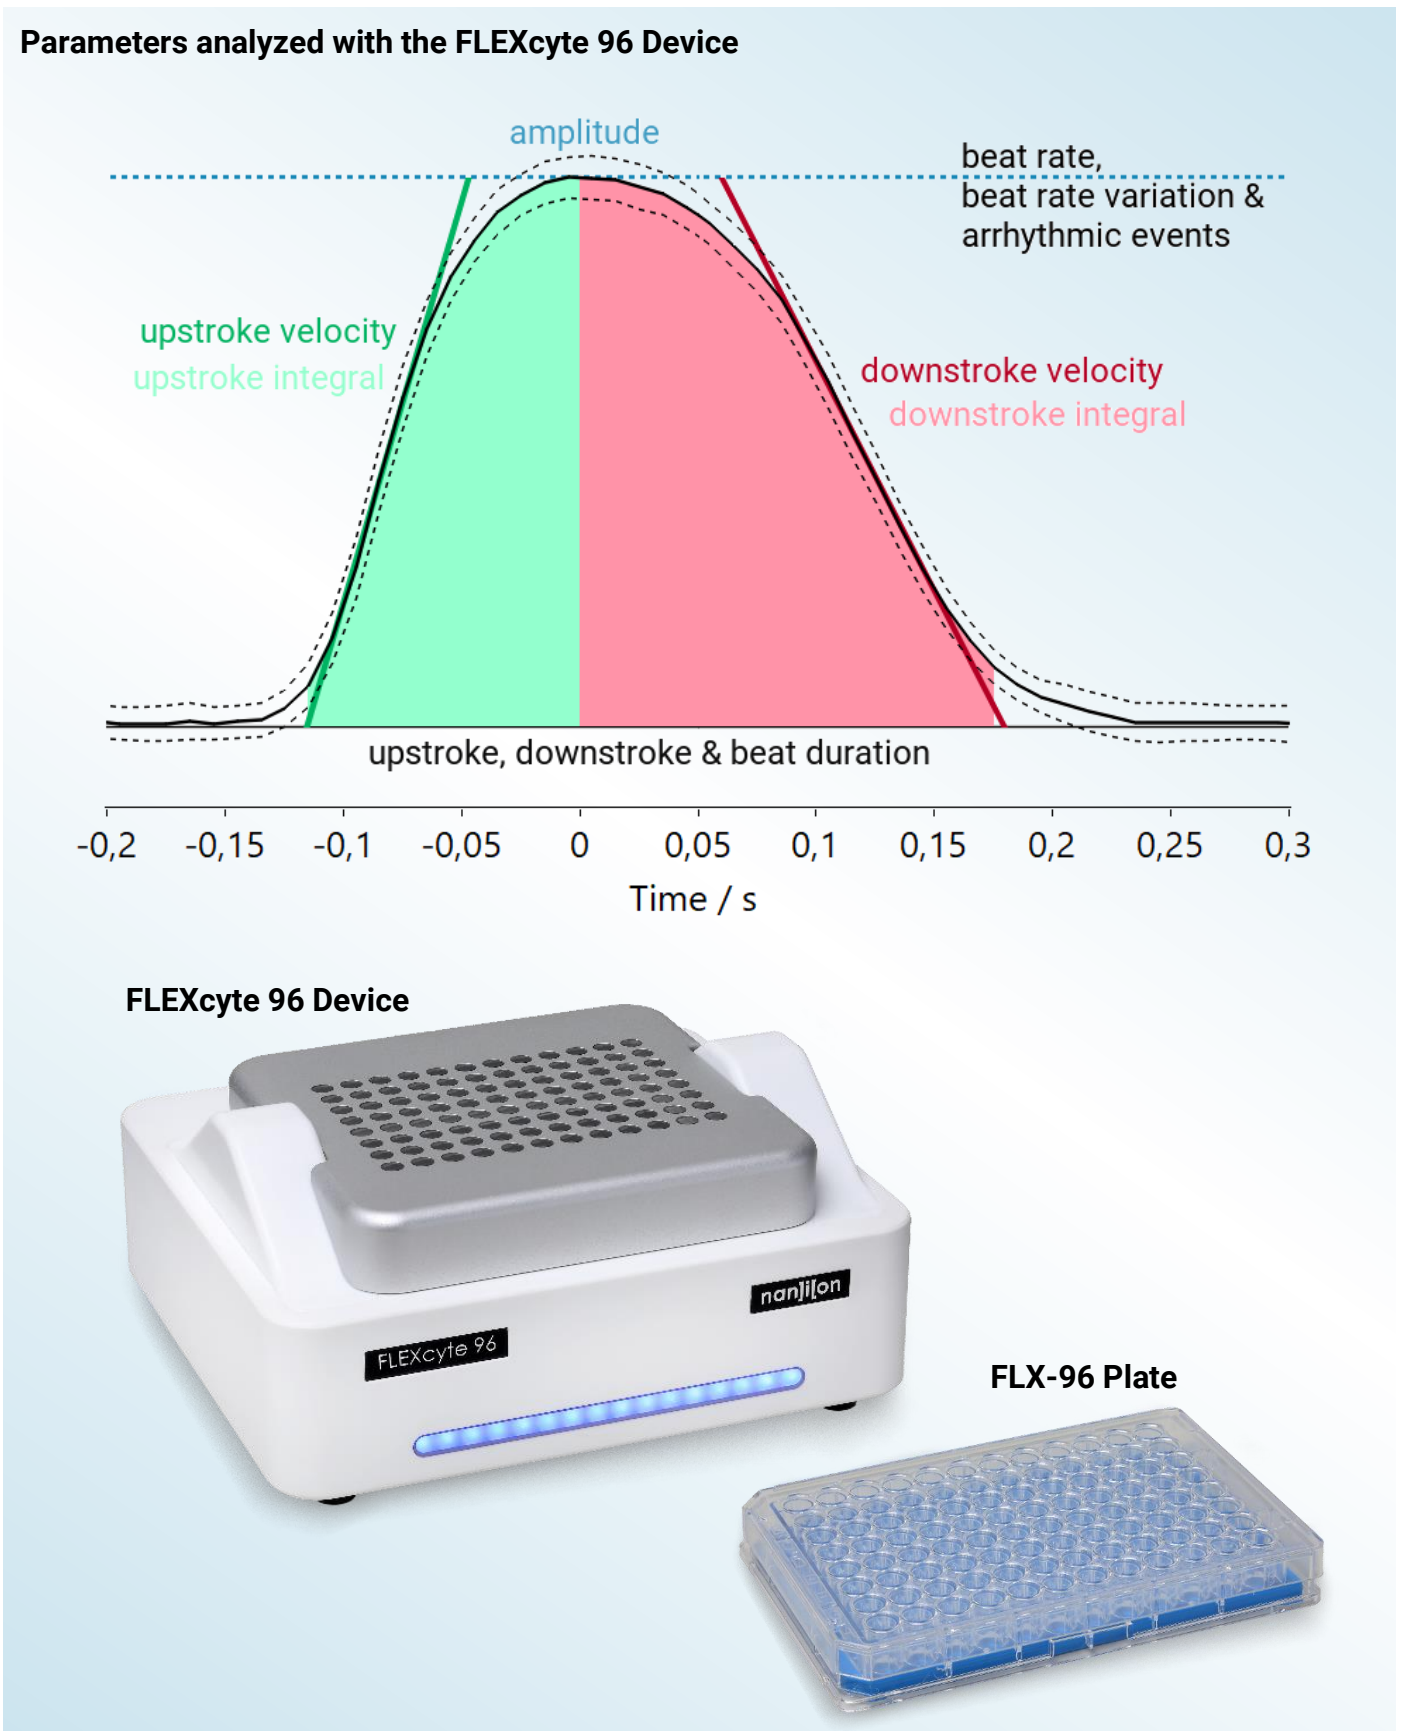 Parameters analyzed with the FLEXcyte 96 Device
amplitude
beat rate,
beat rate variation &
arrhythmic events
upstroke velocity
upstroke integral
downstroke velocity
downstroke integral
upstroke, downstroke & beat duration
-0,2 -0,15 -0,1 -0,05 0 0,05 0,1 0,15 0,2 0,25 0,3
Time / s
FLEXcyte 96 Device
nan]i[on
FLEXcyte 96
FLX-96 Plate